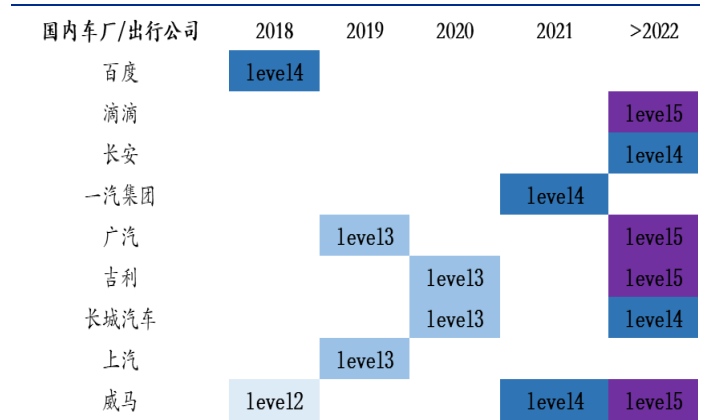 国内车厂/出行公司 2018 2019 2020 2021 >2022
百度 level4
滴滴 level5
长安 level4
一汽集团 level4
广汽 level3 level5
吉利 level3 level5
长城汽车 level3 level4
上汽 level3
威马 level2 level4 level5